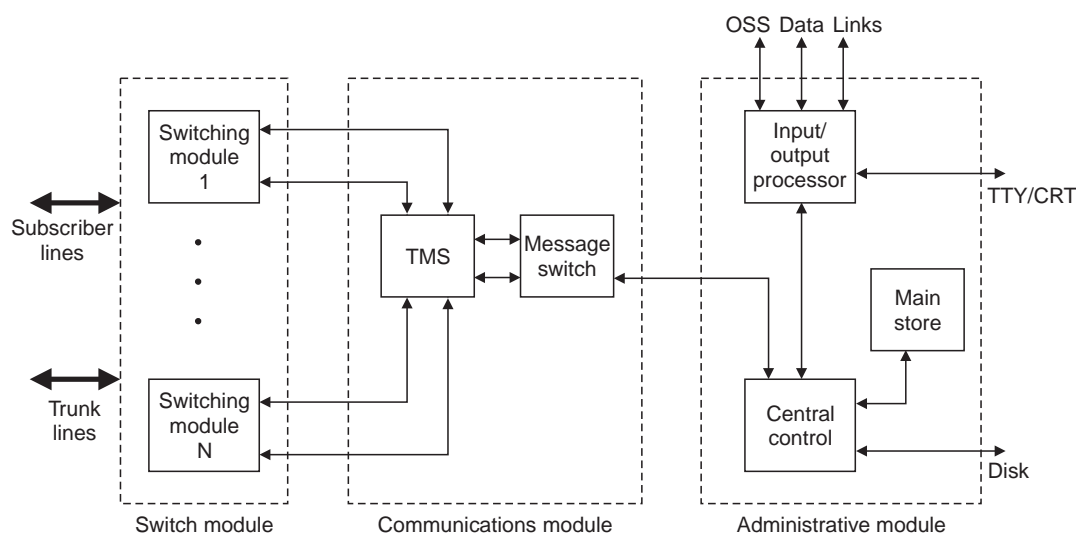 OSS Data Links
Switching
module
1
Input/
output
processor
TTY/CRT
Subscriber
lines
TMS
Message
switch
Main
store
Trunk
lines
Switching
module
N
Central
control
Disk
Switch module
Communications module
Administrative module